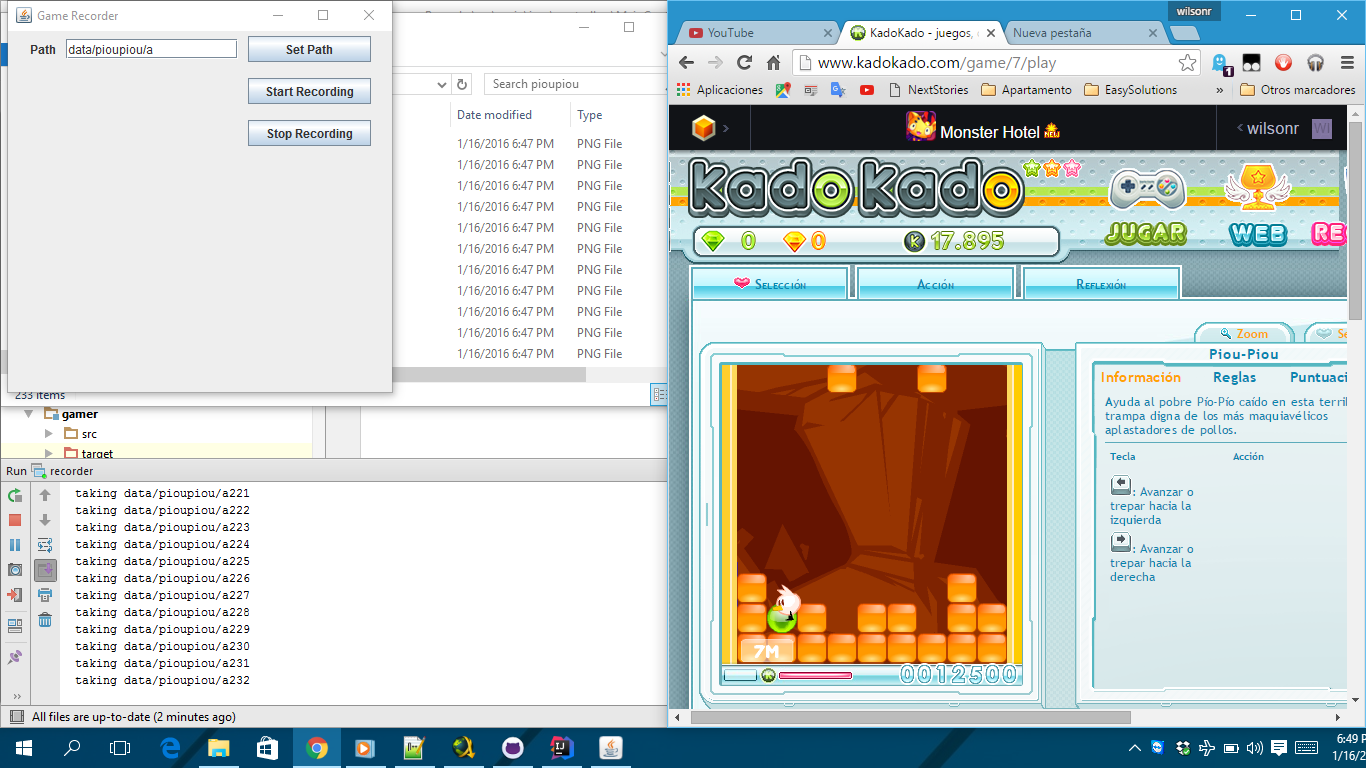 Game Recorder
Path data/pioupiou/a Set Path
Start Recording
Stop Recording
Search pioupiou
Date modified Type
1/16/2016 6:47 PM PNG File
1/16/2016 6:47 PM PNG File
1/16/2016 6:47 PM PNG File
1/16/2016 6:47 PM PNG File
1/16/2016 6:47 PM PNG File
1/16/2016 6:47 PM PNG File
1/16/2016 6:47 PM PNG File
1/16/2016 6:47 PM PNG File
1/16/2016 6:47 PM PNG File
1/16/2016 6:47 PM PNG File
1/16/2016 6:47 PM PNG File
233 items
gamer
src
target
Run recorder
taking data/pioupiou/a221
taking data/pioupiou/a222
taking data/pioupiou/a223
taking data/pioupiou/a224
taking data/pioupiou/a225
taking data/pioupiou/a226
taking data/pioupiou/a227
taking data/pioupiou/a228
taking data/pioupiou/a229
taking data/pioupiou/a230
taking data/pioupiou/a231
taking data/pioupiou/a232
All files are up-to-date (2 minutes ago)
wilsonr
YouTube KadoKado - juegos, Nueva pestaña
www.kadokado.com/game/7/play
1
Aplicaciones NextStories Apartamento EasySolutions » Otros marcadores
Monster Hotel NEW wilsonr WI
KadoKado
0 0 K 17.895
JUGAR WEB RE
Selección Acción Reflexión
Zoom Se
Piou-Piou
Información Reglas Puntuaci
Ayuda al pobre Pío-Pío caído en esta terrib
trampa digna de los más maquiavélicos
aplastadores de pollos.
Tecla Acción
: Avanzar o
trepar hacia la
izquierda
: Avanzar o
trepar hacia la
derecha
7M
0012500
6:49 P
1/16/2